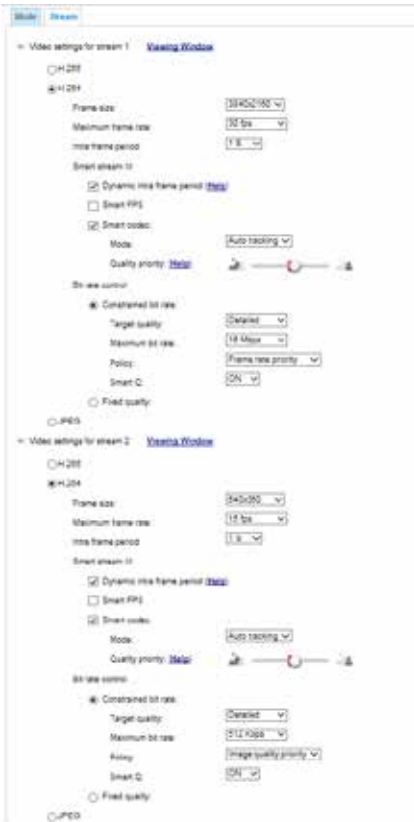 Mode Stream
Video settings for stream 1 Viewing Window
H.265
H.264
Frame size: 3840x2160
Maximum frame rate: 30 fps
Intra frame period: 1 S
Smart stream III
Dynamic intra frame period (Help)
Smart FPS
Smart codec:
Mode: Auto tracking
Quality priority: (Help)
Bit rate control
Constrained bit rate:
Target quality: Detailed
Maximum bit rate: 16 Mbps
Policy: Frame rate priority
Smart Q: ON
Fixed quality:
JPEG
Video settings for stream 2 Viewing Window
H.265
H.264
Frame size: 640x360
Maximum frame rate: 15 fps
Intra frame period: 1 S
Smart stream III
Dynamic intra frame period (Help)
Smart FPS
Smart codec:
Mode: Auto tracking
Quality priority: (Help)
Bit rate control
Constrained bit rate:
Target quality: Detailed
Maximum bit rate: 512 Kbps
Policy: Image quality priority
Smart Q: ON
Fixed quality:
JPEG